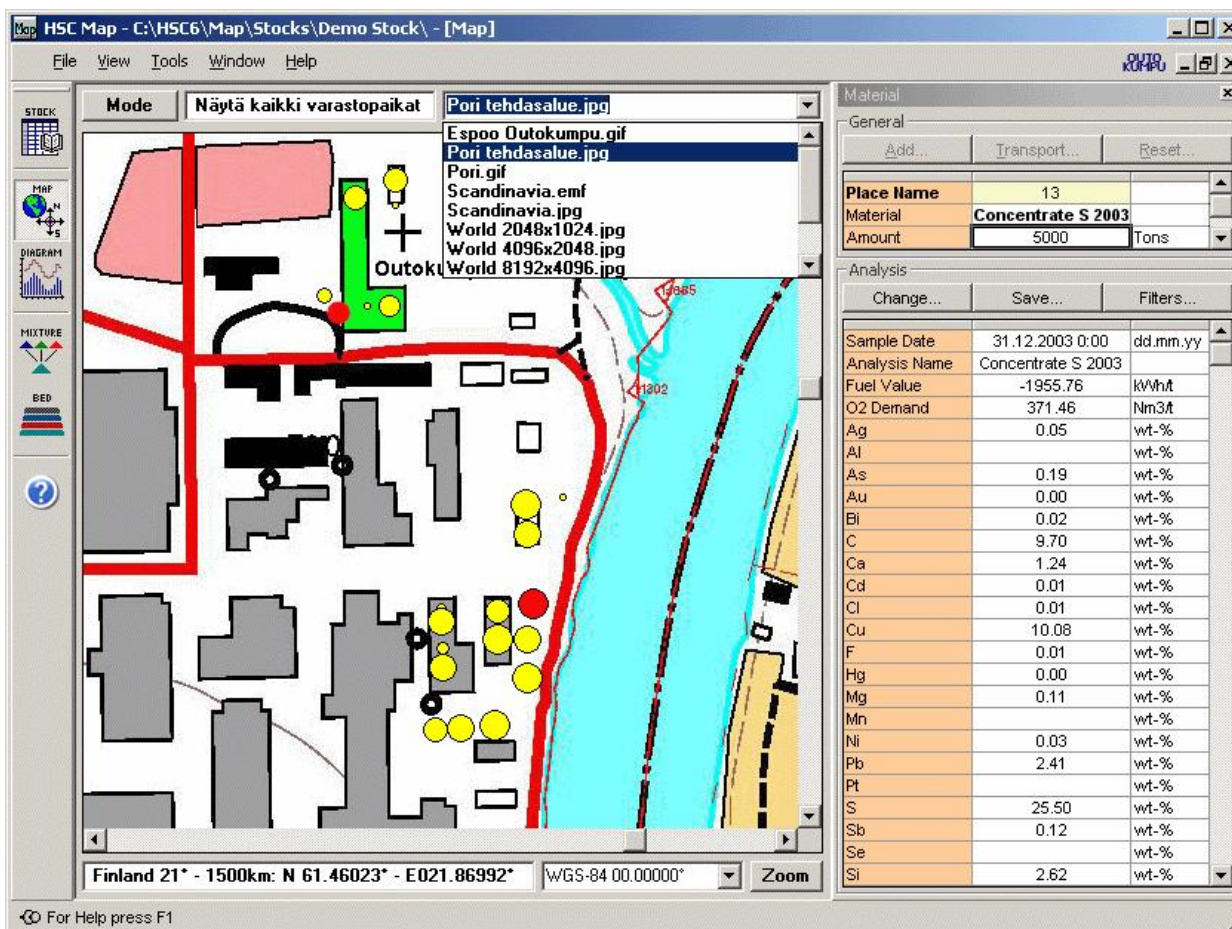 Map HSC Map - C:\HSC6\Map\Stocks\Demo Stock\ - [Map]
File View Tools Window Help OUTOKUMPU
STOCK
MAP
N
S
DIAGRAM
MIXTURE
BED
Mode Näytä kaikki varastopaikat Pori tehdasalue.jpg
Espoo Outokumpu.gif
Pori tehdasalue.jpg
Pori.gif
Scandinavia.emf
Scandinavia.jpg
World 2048x1024.jpg
World 4096x2048.jpg
World 8192x4096.jpg
1302
Finland 21° - 1500km: N 61.46023° - E021.86992° WGS-84 00.00000° Zoom
Material
General
Add... Transport... Reset...
Place Name 13
Material Concentrate S 2003
Amount 5000 Tons
Analysis
Change... Save... Filters...
Sample Date 31.12.2003 0:00 dd.mm.yy
Analysis Name Concentrate S 2003
Fuel Value -1955.76 kWh/t
O2 Demand 371.46 Nm3/t
Ag 0.05 wt-%
Al wt-%
As 0.19 wt-%
Au 0.00 wt-%
Bi 0.02 wt-%
C 9.70 wt-%
Ca 1.24 wt-%
Cd 0.01 wt-%
Cl 0.01 wt-%
Cu 10.08 wt-%
F 0.01 wt-%
Hg 0.00 wt-%
Mg 0.11 wt-%
Mn wt-%
Ni 0.03 wt-%
Pb 2.41 wt-%
Pt wt-%
S 25.50 wt-%
Sb 0.12 wt-%
Se wt-%
Si 2.62 wt-%
For Help press F1